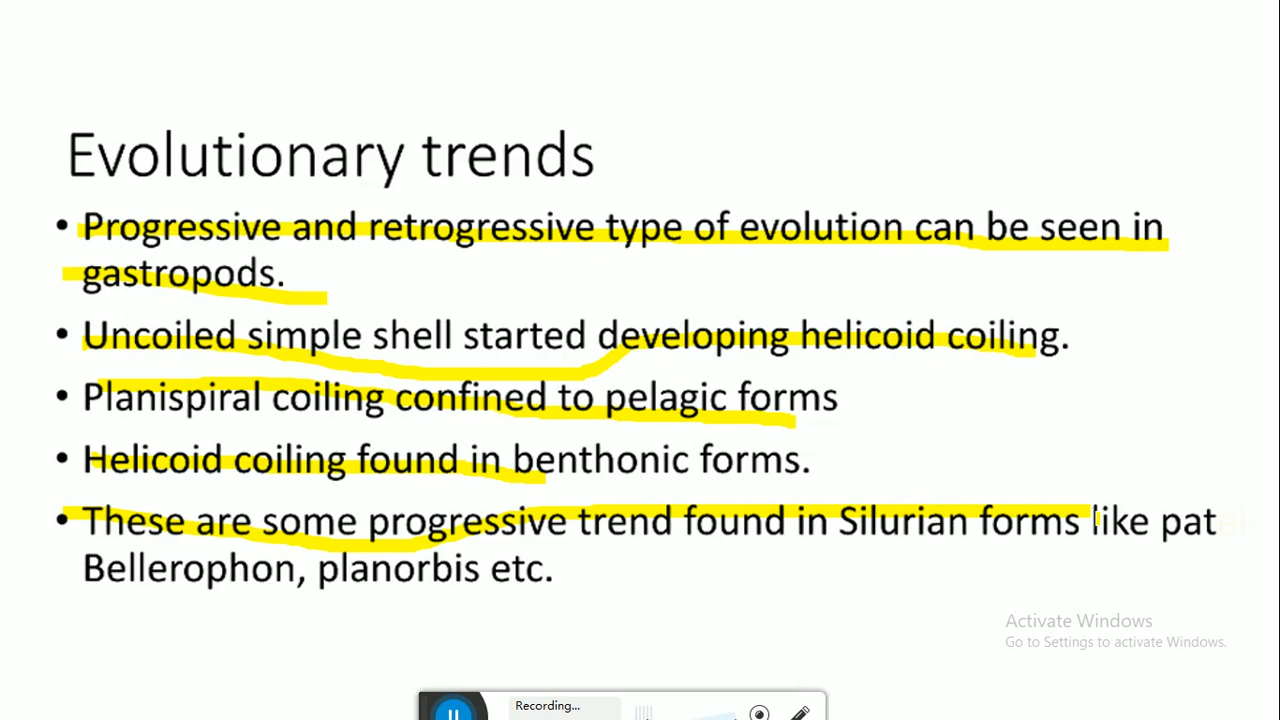 Evolutionary trends
• Progressive and retrogressive type of evolution can be seen in
gastropods.
• Uncoiled simple shell started developing helicoid coiling.
• Planispiral coiling confined to pelagic forms
• Helicoid coiling found in benthonic forms.
• These are some progressive trend found in Silurian forms like pat
Bellerophon, planorbis etc.
Activate Windows
Go to Settings to activate Windows.
Recording...